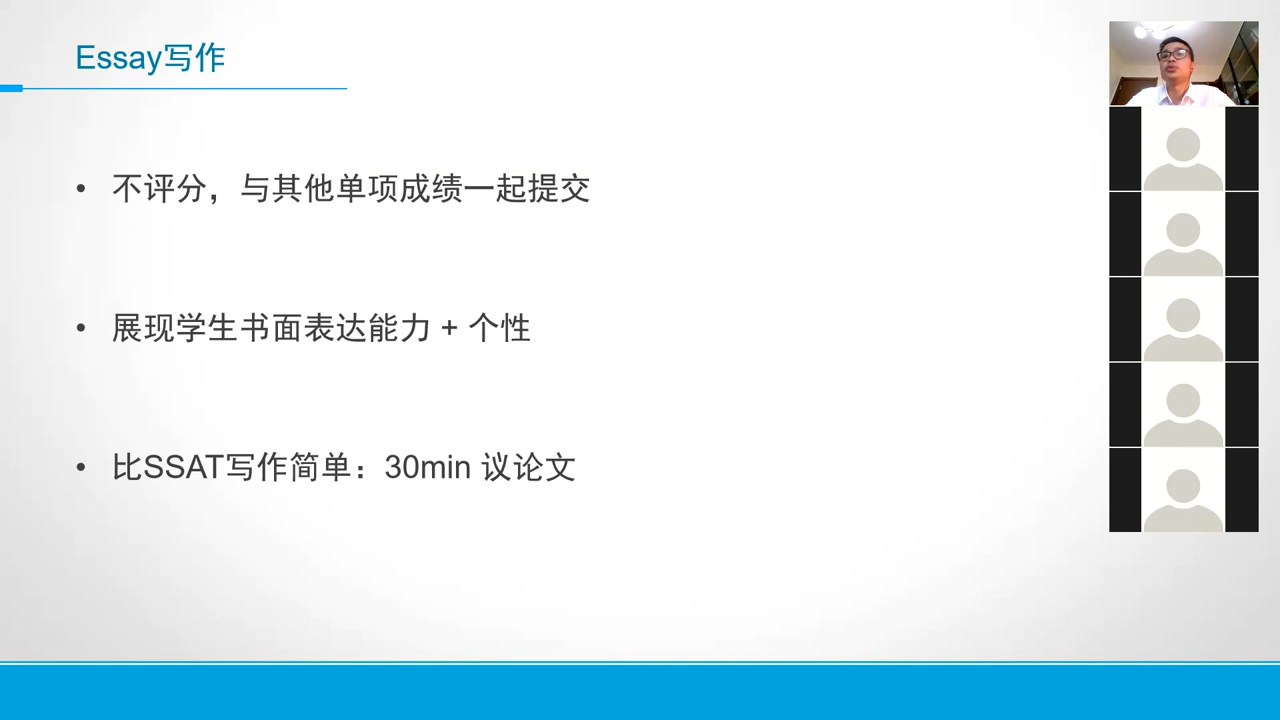 Essay写作
• 不评分，与其他单项成绩一起提交
• 展现学生书面表达能力 + 个性
• 比SSAT写作简单：30min 议论文